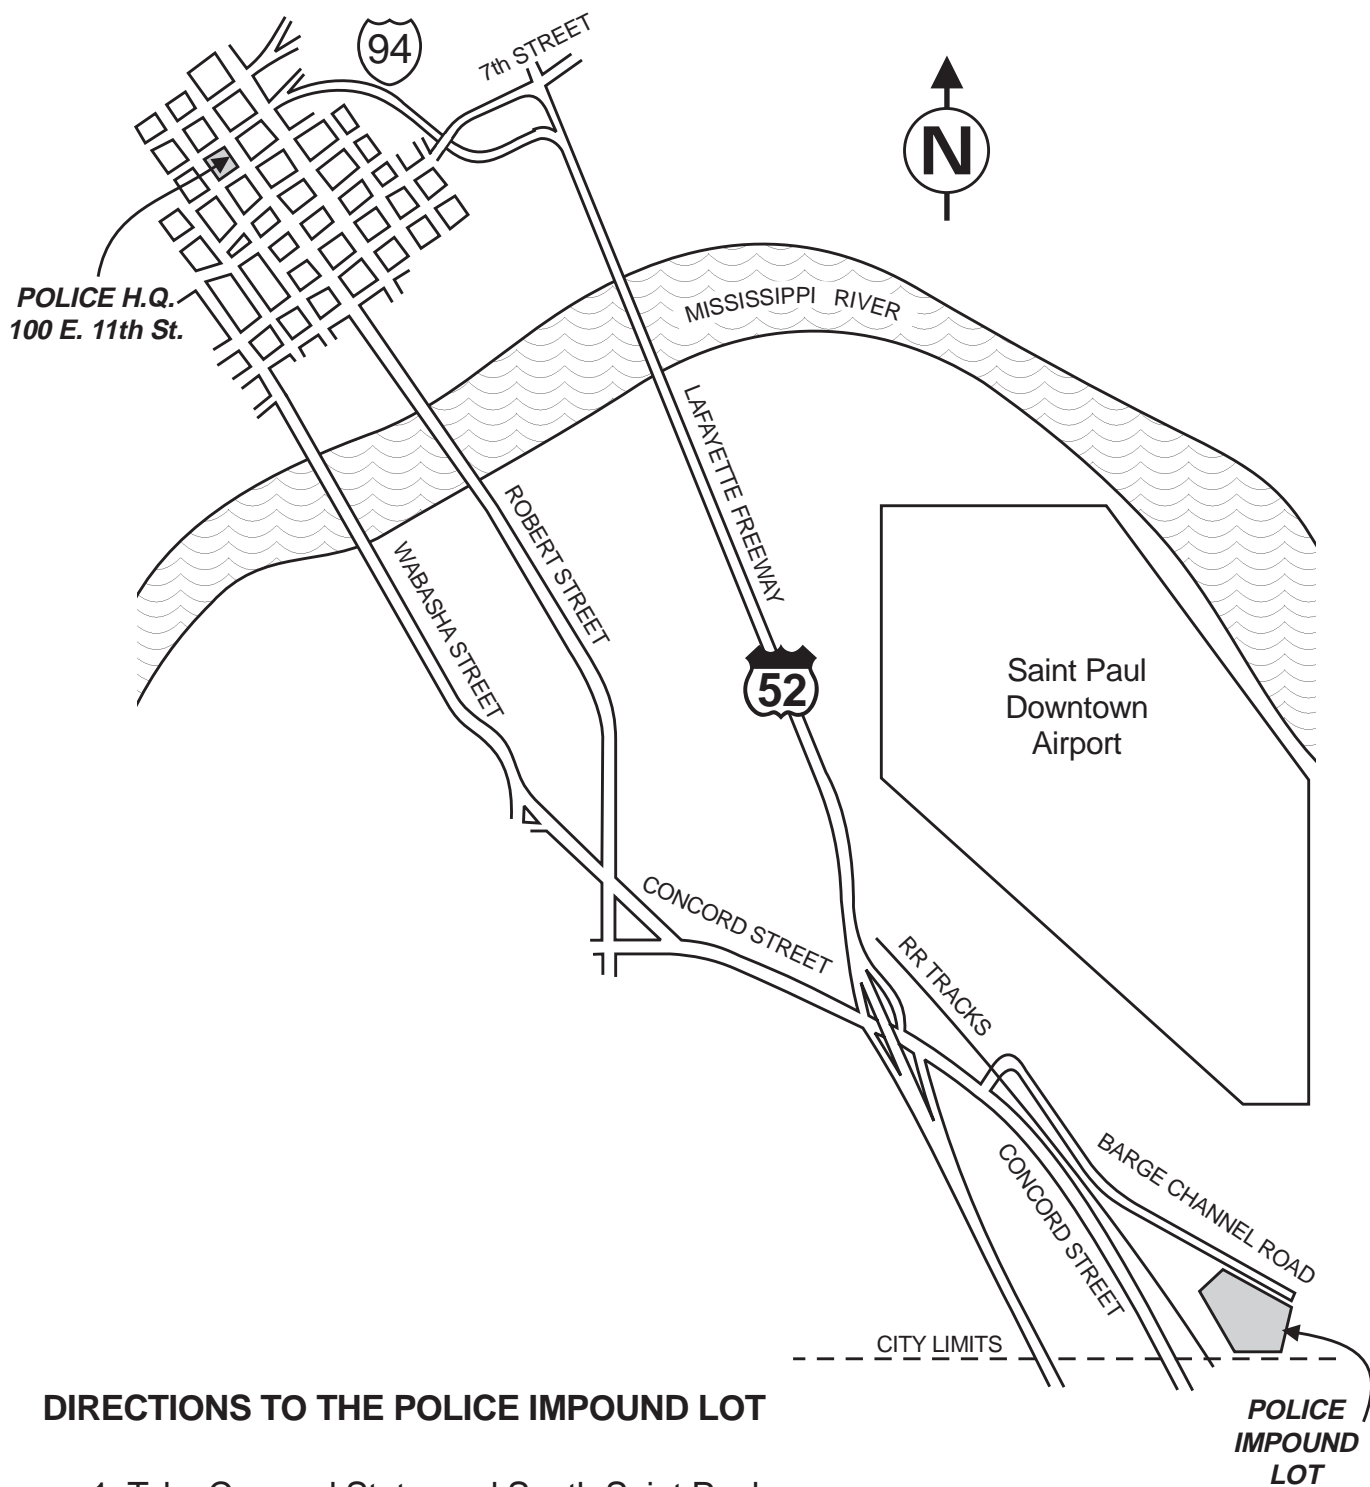 94
7th STREET
N
POLICE H.Q.
100 E. 11th St.
MISSISSIPPI RIVER
LAFAYETTE FREEWAY
ROBERT STREET
WABASHA STREET
52
Saint Paul
Downtown
Airport
CONCORD STREET
RR TRACKS
BARGE CHANNEL ROAD
CONCORD STREET
CITY LIMITS
DIRECTIONS TO THE POLICE IMPOUND LOT
POLICE
IMPOUND
LOT